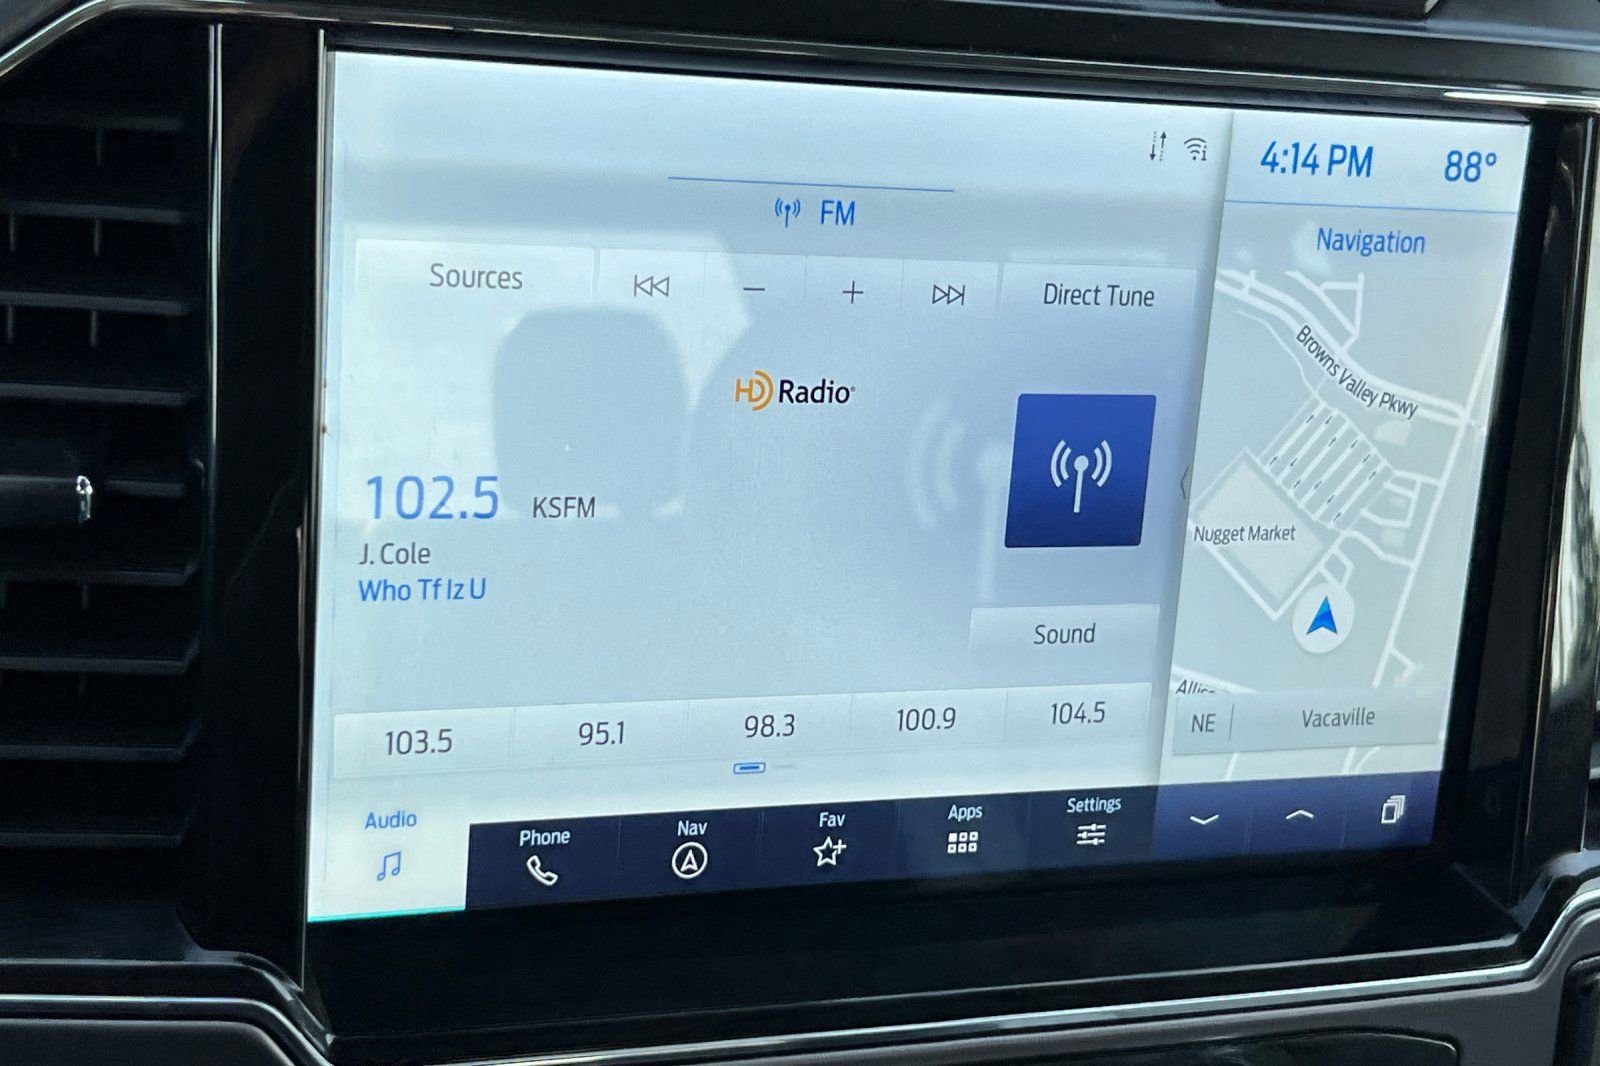 4:14 PM 88°
FM
Navigation
Sources
Direct Tune
Browns Valley Pkwy
HD Radio
102.5 KSFM
J. Cole
Who Tf Iz U
Nugget Market
Sound
103.5 95.1 98.3 100.9 104.5
NE Vacaville
Audio
Phone
Nav
Fav
Apps
Settings